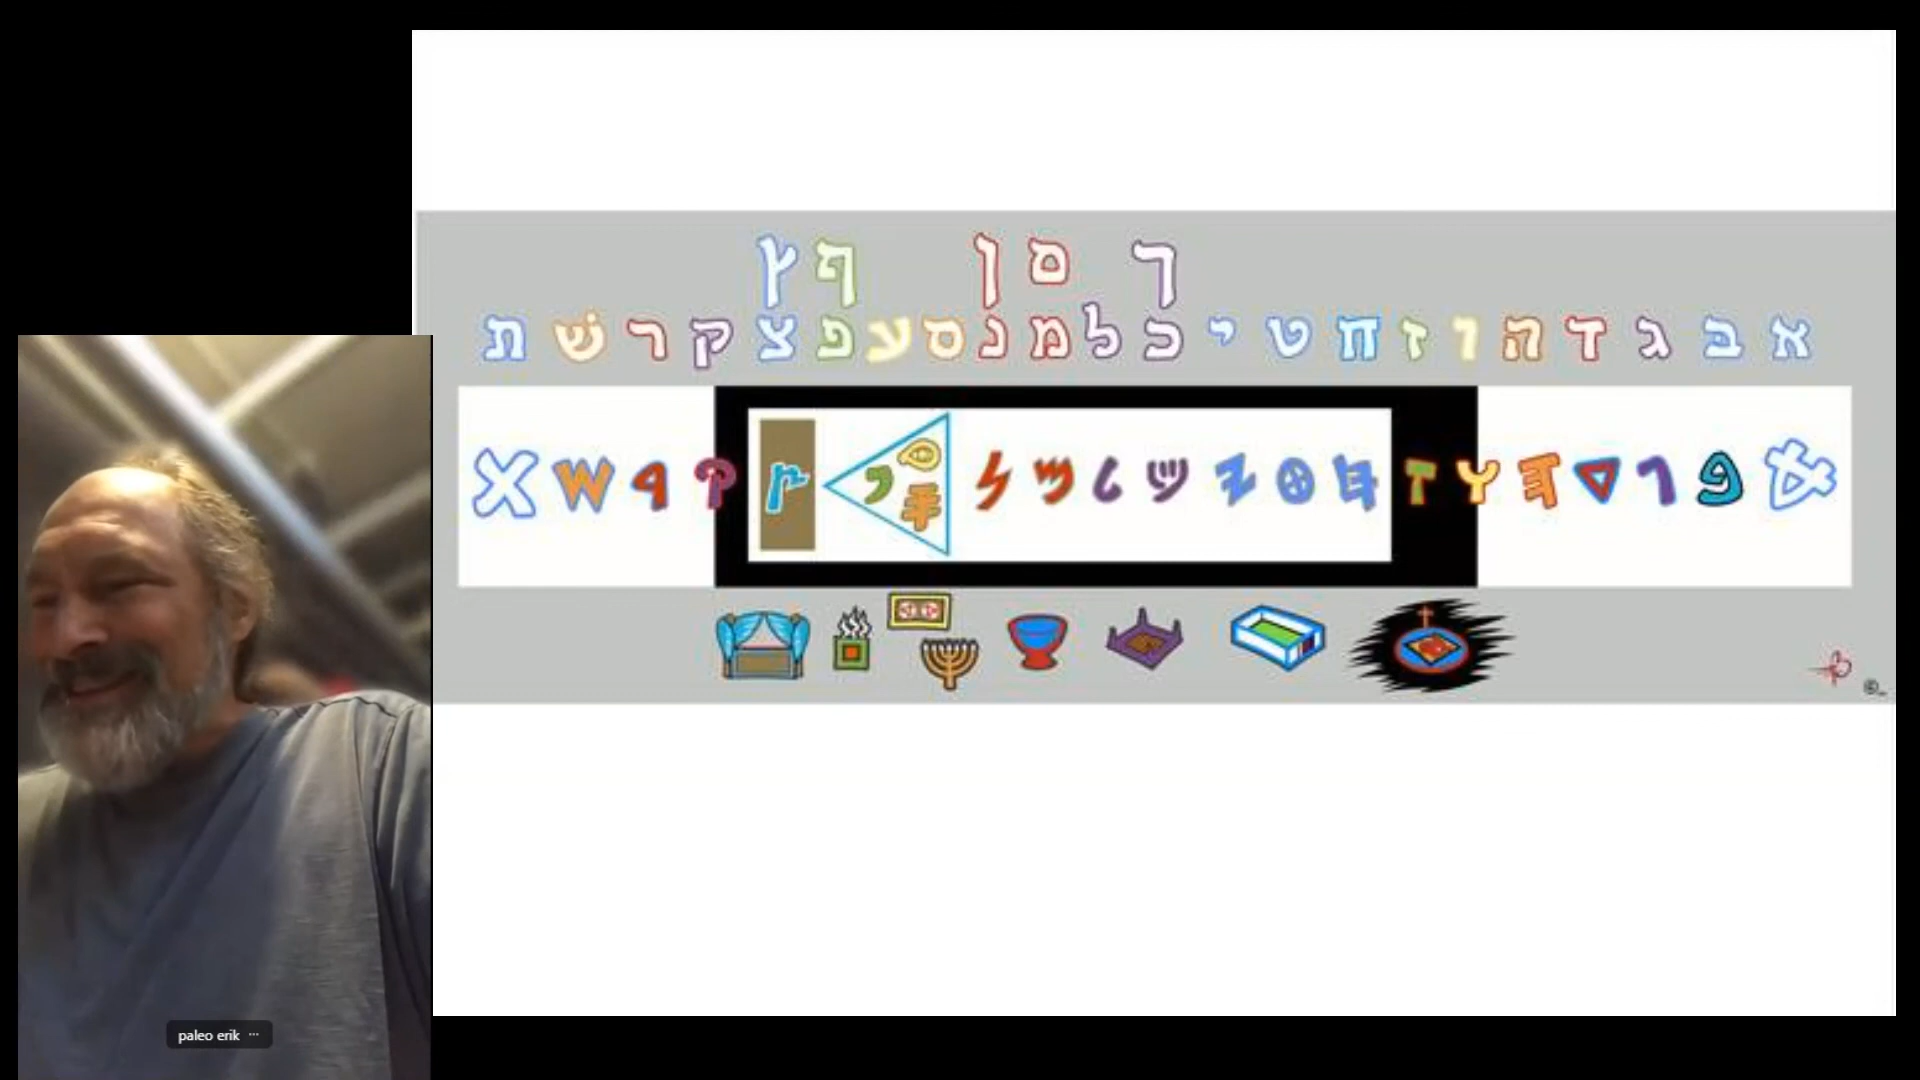 ך ם ן ף ץ
א ב ג ד ה ו ז ח ט י כ ל מ נ ס ע פ צ ק ר שׁ ת
𐤀 𐤁 𐤂 𐤃 𐤄 𐤅 𐤆 𐤇 𐤈 𐤉 𐤊 𐤋 𐤌 𐤍 𐤎 𐤏 𐤐 𐤑 𐤒 𐤓 𐤔 𐤕
paleo erik